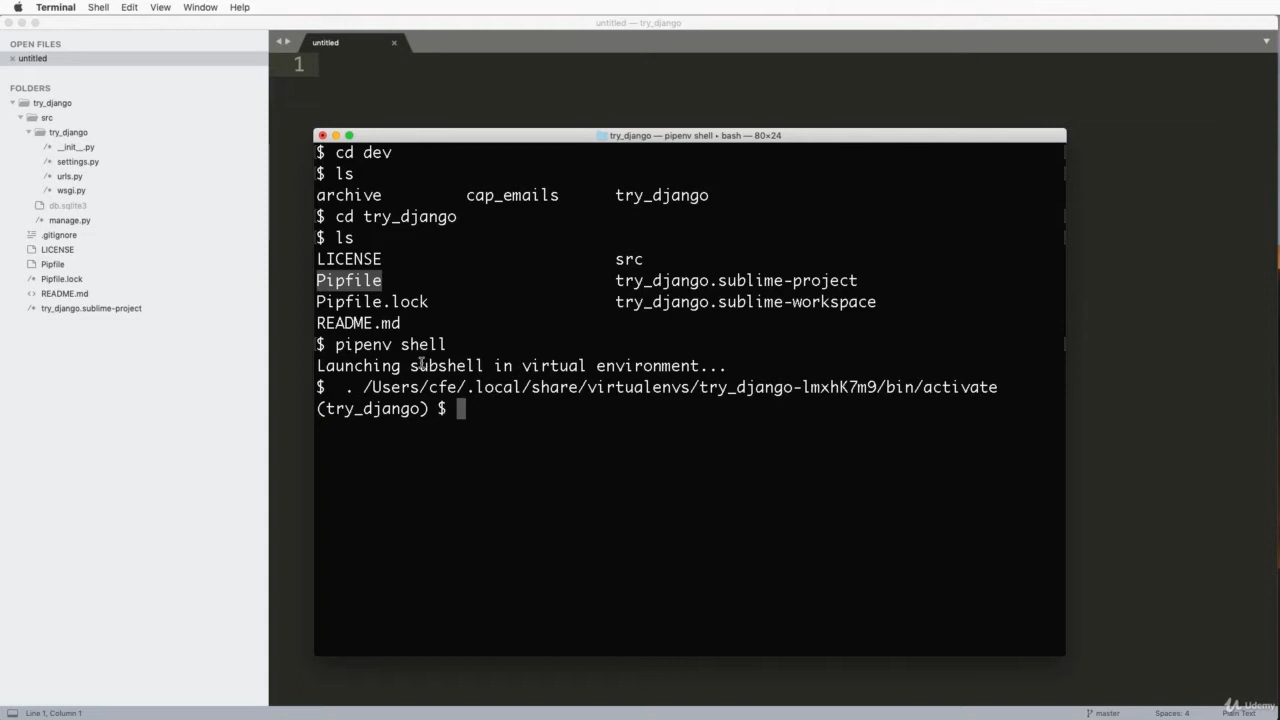 Terminal Shell Edit View Window Help
untitled — try_django
OPEN FILES
untitled
FOLDERS
try_django
src
try_django
__init__.py
settings.py
urls.py
wsgi.py
db.sqlite3
manage.py
.gitignore
LICENSE
Pipfile
Pipfile.lock
README.md
try_django.sublime-project
untitled
1
try_django — pipenv shell ▸ bash — 80×24
$ cd dev
$ ls
archive cap_emails try_django
$ cd try_django
$ ls
LICENSE src
Pipfile try_django.sublime-project
Pipfile.lock try_django.sublime-workspace
README.md
$ pipenv shell
Launching subshell in virtual environment...
$ . /Users/cfe/.local/share/virtualenvs/try_django-lmxhK7m9/bin/activate
(try_django) $
Line 1, Column 1
master
Spaces: 4
Plain Text
Udemy